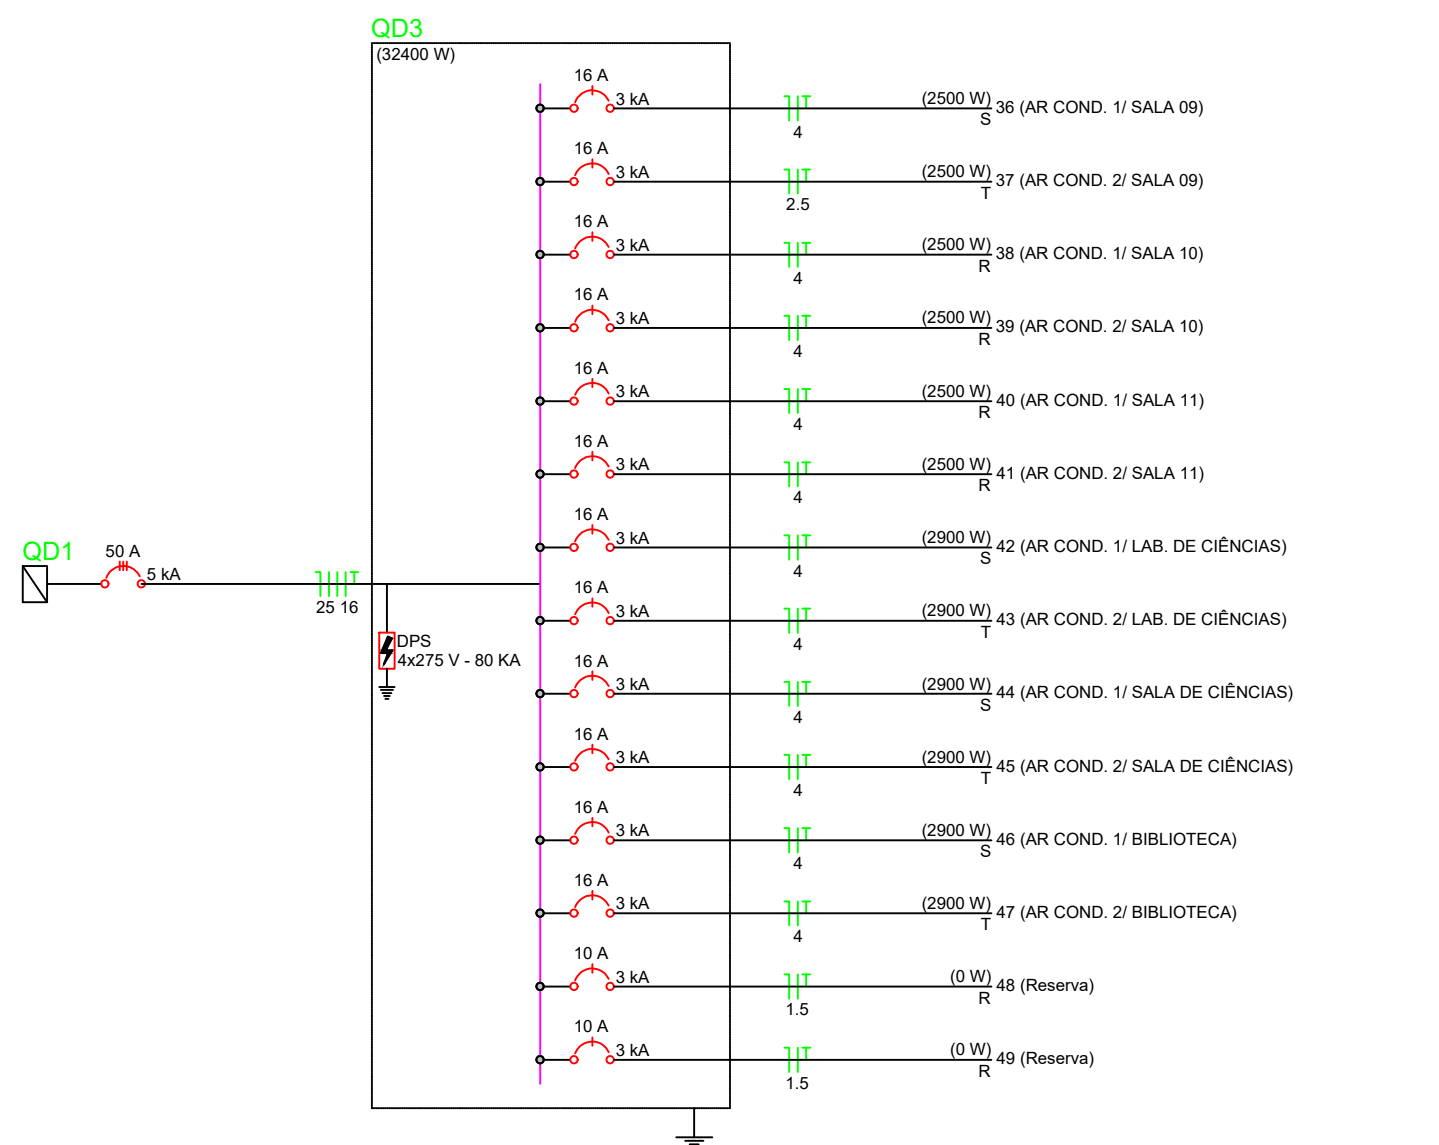 QD3
(32400 W)
16 A
3 kA
4
(2500 W)
S
36 (AR COND. 1/ SALA 09)
16 A
3 kA
2.5
(2500 W)
T
37 (AR COND. 2/ SALA 09)
16 A
3 kA
4
(2500 W)
R
38 (AR COND. 1/ SALA 10)
16 A
3 kA
4
(2500 W)
R
39 (AR COND. 2/ SALA 10)
16 A
3 kA
4
(2500 W)
R
40 (AR COND. 1/ SALA 11)
16 A
3 kA
4
(2500 W)
R
41 (AR COND. 2/ SALA 11)
16 A
3 kA
4
(2900 W)
S
42 (AR COND. 1/ LAB. DE CIÊNCIAS)
QD1
50 A
5 kA
25 16
DPS
4x275 V - 80 KA
16 A
3 kA
4
(2900 W)
T
43 (AR COND. 2/ LAB. DE CIÊNCIAS)
16 A
3 kA
4
(2900 W)
S
44 (AR COND. 1/ SALA DE CIÊNCIAS)
16 A
3 kA
4
(2900 W)
T
45 (AR COND. 2/ SALA DE CIÊNCIAS)
16 A
3 kA
4
(2900 W)
S
46 (AR COND. 1/ BIBLIOTECA)
16 A
3 kA
4
(2900 W)
T
47 (AR COND. 2/ BIBLIOTECA)
10 A
3 kA
1.5
(0 W)
R
48 (Reserva)
10 A
3 kA
1.5
(0 W)
R
49 (Reserva)